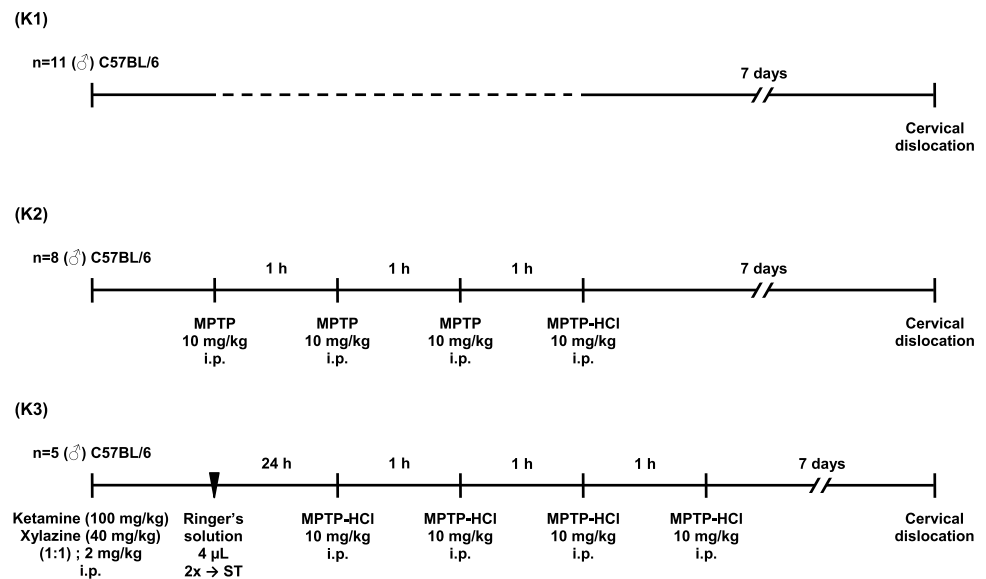 (K1)
n=11 (♂) C57BL/6
7 days
Cervical
dislocation
(K2)
n=8 (♂) C57BL/6
1 h 1 h 1 h 7 days
MPTP MPTP MPTP MPTP-HCl Cervical
10 mg/kg 10 mg/kg 10 mg/kg 10 mg/kg dislocation
i.p. i.p. i.p. i.p.
(K3)
n=5 (♂) C57BL/6
24 h 1 h 1 h 1 h 7 days
Ketamine (100 mg/kg) Ringer's MPTP-HCl MPTP-HCl MPTP-HCl MPTP-HCl Cervical
Xylazine (40 mg/kg) solution 10 mg/kg 10 mg/kg 10 mg/kg 10 mg/kg dislocation
(1:1) ; 2 mg/kg 4 µL i.p. i.p. i.p. i.p.
i.p. 2x → ST